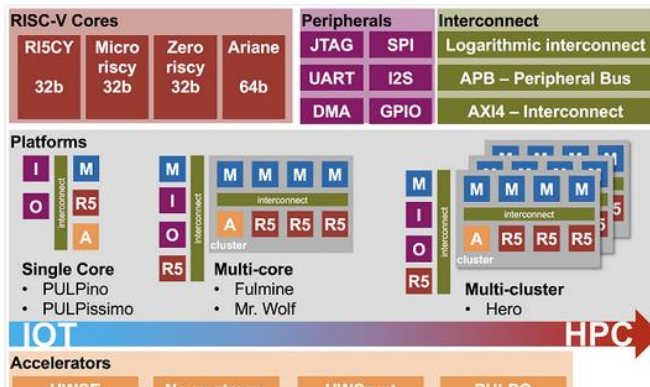 RISC-V Cores
RI5CY
32b
Micro
riscy
32b
Zero
riscy
32b
Ariane
64b
Peripherals
JTAG SPI
UART I2S
DMA GPIO
Interconnect
Logarithmic interconnect
APB – Peripheral Bus
AXI4 – Interconnect
Platforms
I
O
interconnect
M
R5
A
Single Core
• PULPino
• PULPissimo
M
I
O
R5
interconnect
M M M M
interconnect
A R5 R5 R5
cluster
Multi-core
• Fulmine
• Mr. Wolf
M
I
O
R5
interconnect
M M M M
interconnect
A R5 R5 R5
cluster
Multi-cluster
• Hero
IOT
HPC
Accelerators